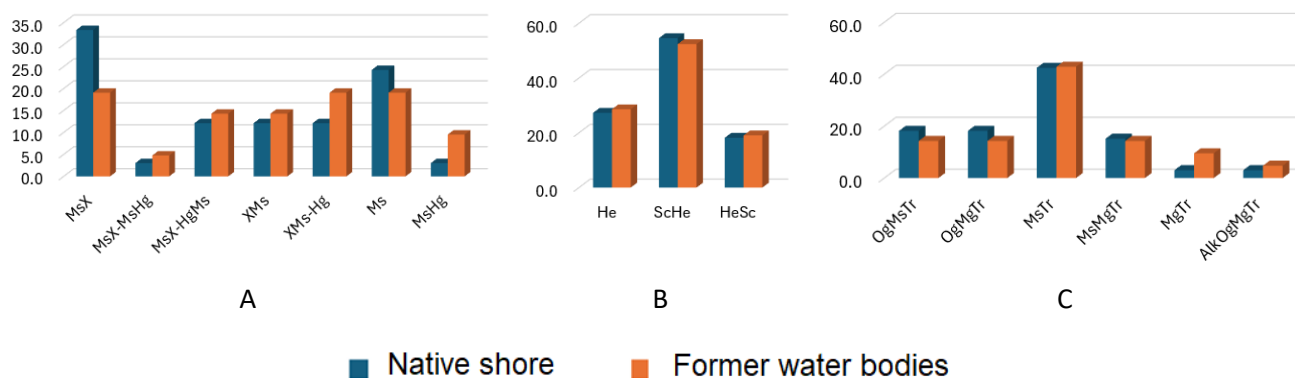 35.0
30.0
25.0
20.0
15.0
10.0
5.0
0.0
MsX
MsX-MsHg
MsX-HgMs
XMs
XMs-Hg
Ms
MsHg
A
60.0
40.0
20.0
0.0
He
ScHe
HeSc
B
60.0
40.0
20.0
0.0
OgMsTr
OgMgTr
MsTr
MsMgTr
MgTr
AlkOgMgTr
C
Native shore
Former water bodies